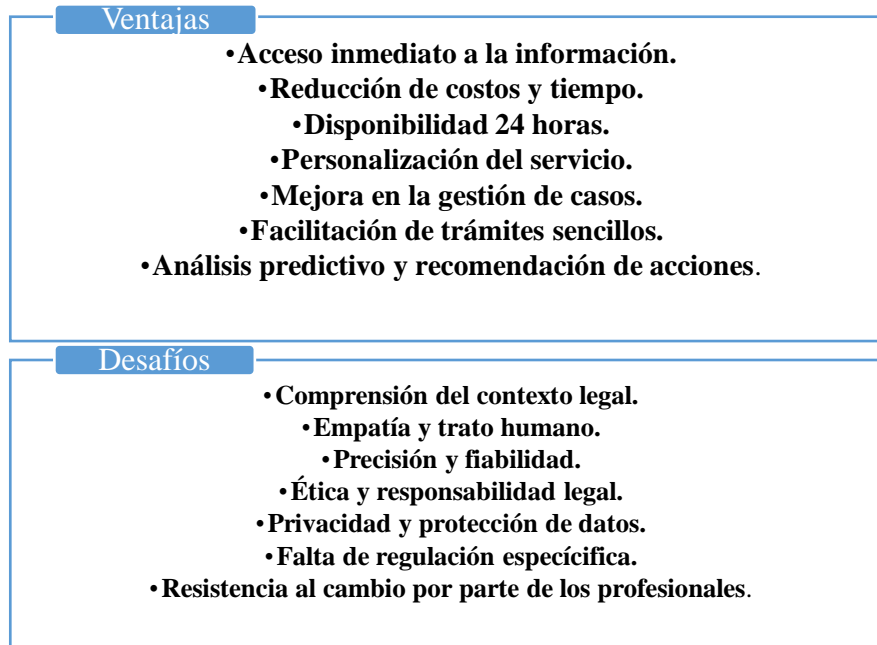 Ventajas
•Acceso inmediato a la información.
•Reducción de costos y tiempo.
•Disponibilidad 24 horas.
•Personalización del servicio.
•Mejora en la gestión de casos.
•Facilitación de trámites sencillos.
•Análisis predictivo y recomendación de acciones.
Desafíos
•Comprensión del contexto legal.
•Empatía y trato humano.
•Precisión y fiabilidad.
•Ética y responsabilidad legal.
•Privacidad y protección de datos.
•Falta de regulación especícifica.
•Resistencia al cambio por parte de los profesionales.